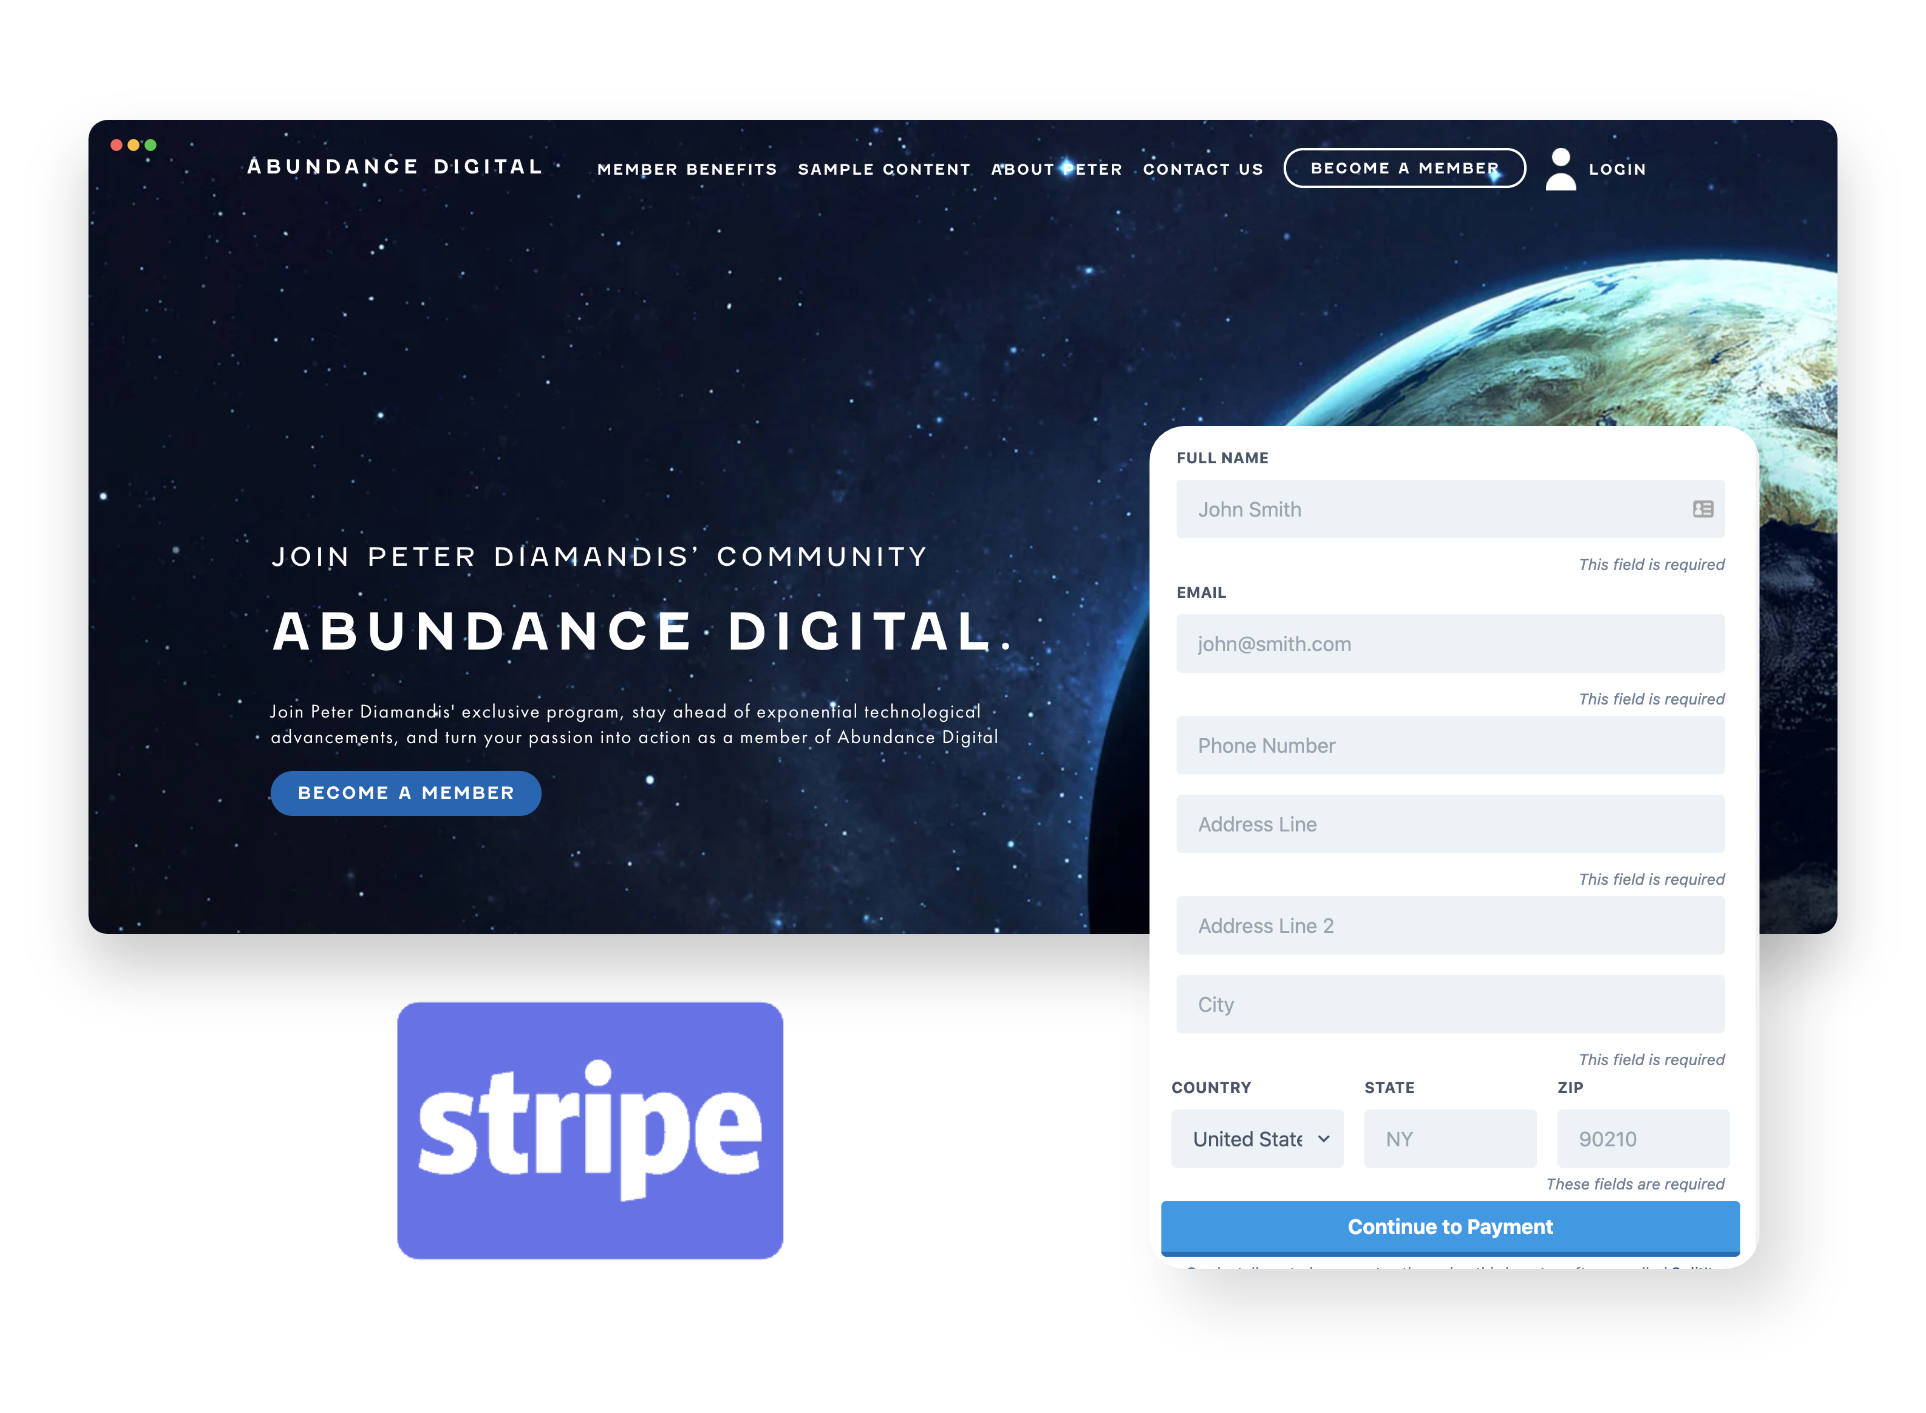 ABUNDANCE DIGITAL
MEMBER BENEFITS
SAMPLE CONTENT
ABOUT PETER
CONTACT US
BECOME A MEMBER
LOGIN
JOIN PETER DIAMANDIS’ COMMUNITY
ABUNDANCE DIGITAL.
Join Peter Diamandis' exclusive program, stay ahead of exponential technological
advancements, and turn your passion into action as a member of Abundance Digital
BECOME A MEMBER
FULL NAME
John Smith
This field is required
EMAIL
john@smith.com
This field is required
Phone Number
Address Line
This field is required
Address Line 2
City
This field is required
COUNTRY STATE ZIP
United State NY 90210
These fields are required
Continue to Payment
stripe